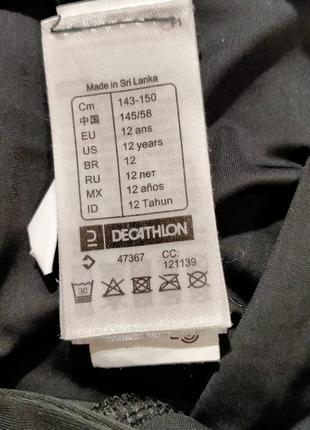 Made in Sri Lanka
Cm 143-150
中国 145/58
EU 12 ans
US 12 years
BR 12
RU 12 лет
MX 12 años
ID 12 Tahun
DECATHLON
47367 CC: 121139
30